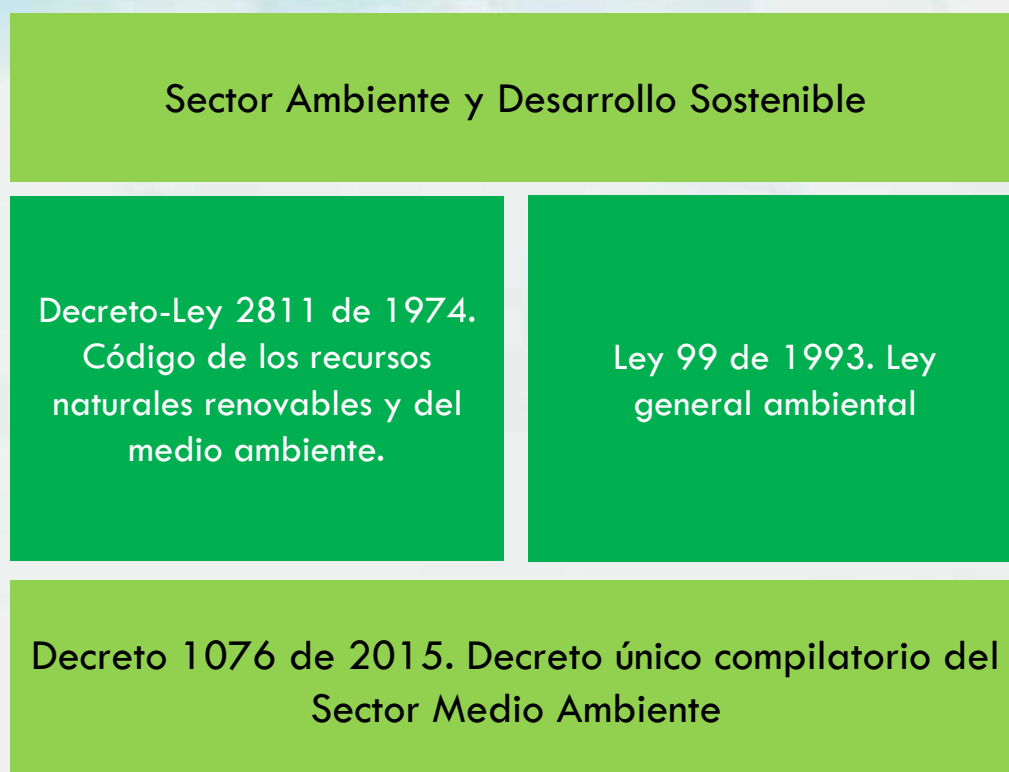 Sector Ambiente y Desarrollo Sostenible
Decreto-Ley 2811 de 1974.
Código de los recursos
naturales renovables y del
medio ambiente.
Ley 99 de 1993. Ley
general ambiental
Decreto 1076 de 2015. Decreto único compilatorio del
Sector Medio Ambiente